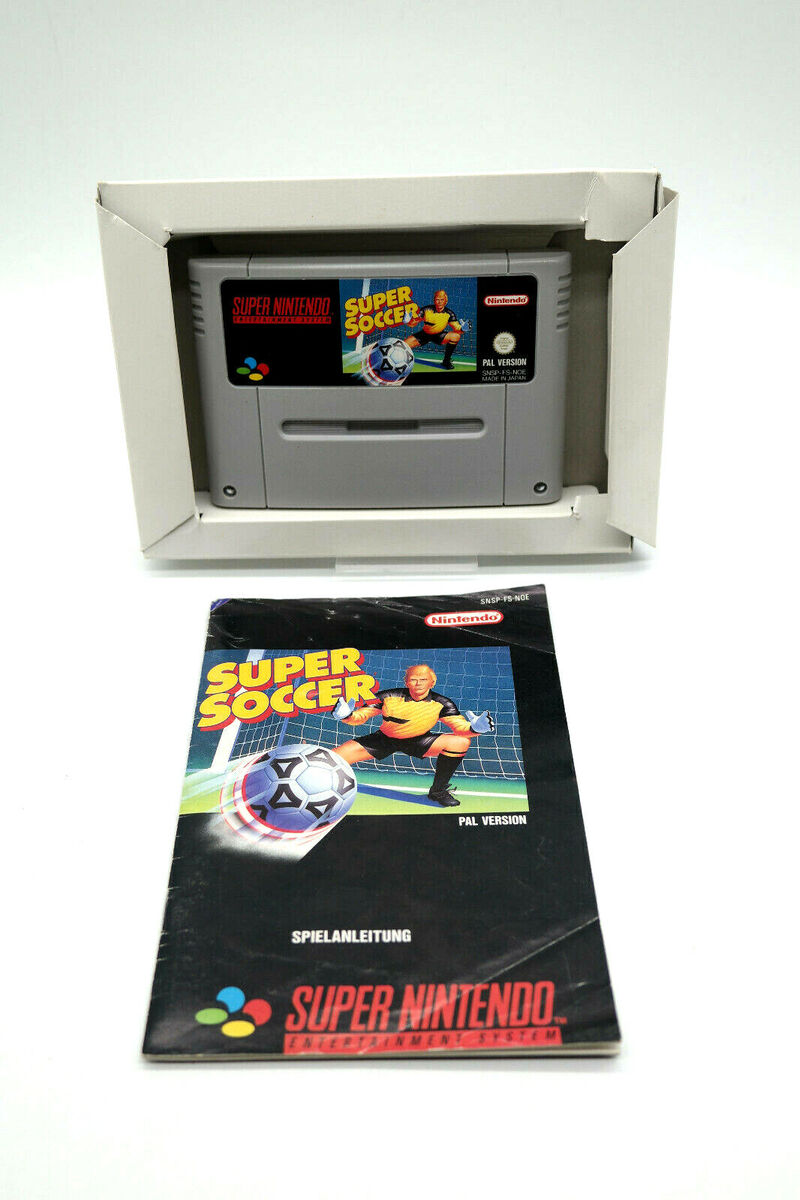 SUPER NINTENDO
ENTERTAINMENT SYSTEM
SUPER
SOCCER
Nintendo
PAL VERSION
SNSP-FS-NOE
MADE IN JAPAN
SNSP-FS-NOE
Nintendo
SUPER
SOCCER
PAL VERSION
SPIELANLEITUNG
SUPER NINTENDO™
ENTERTAINMENT SYSTEM